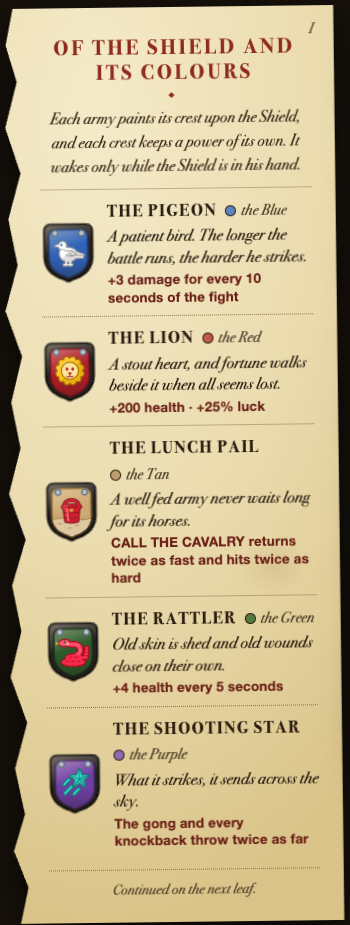 I
OF THE SHIELD AND
ITS COLOURS
Each army paints its crest upon the Shield,
and each crest keeps a power of its own. It
wakes only while the Shield is in his hand.
THE PIGEON the Blue
A patient bird. The longer the
battle runs, the harder he strikes.
+3 damage for every 10
seconds of the fight
THE LION the Red
A stout heart, and fortune walks
beside it when all seems lost.
+200 health · +25% luck
THE LUNCH PAIL
the Tan
A well fed army never waits long
for its horses.
CALL THE CAVALRY returns
twice as fast and hits twice as
hard
THE RATTLER the Green
Old skin is shed and old wounds
close on their own.
+4 health every 5 seconds
THE SHOOTING STAR
the Purple
What it strikes, it sends across the
sky.
The gong and every
knockback throw twice as far
Continued on the next leaf.